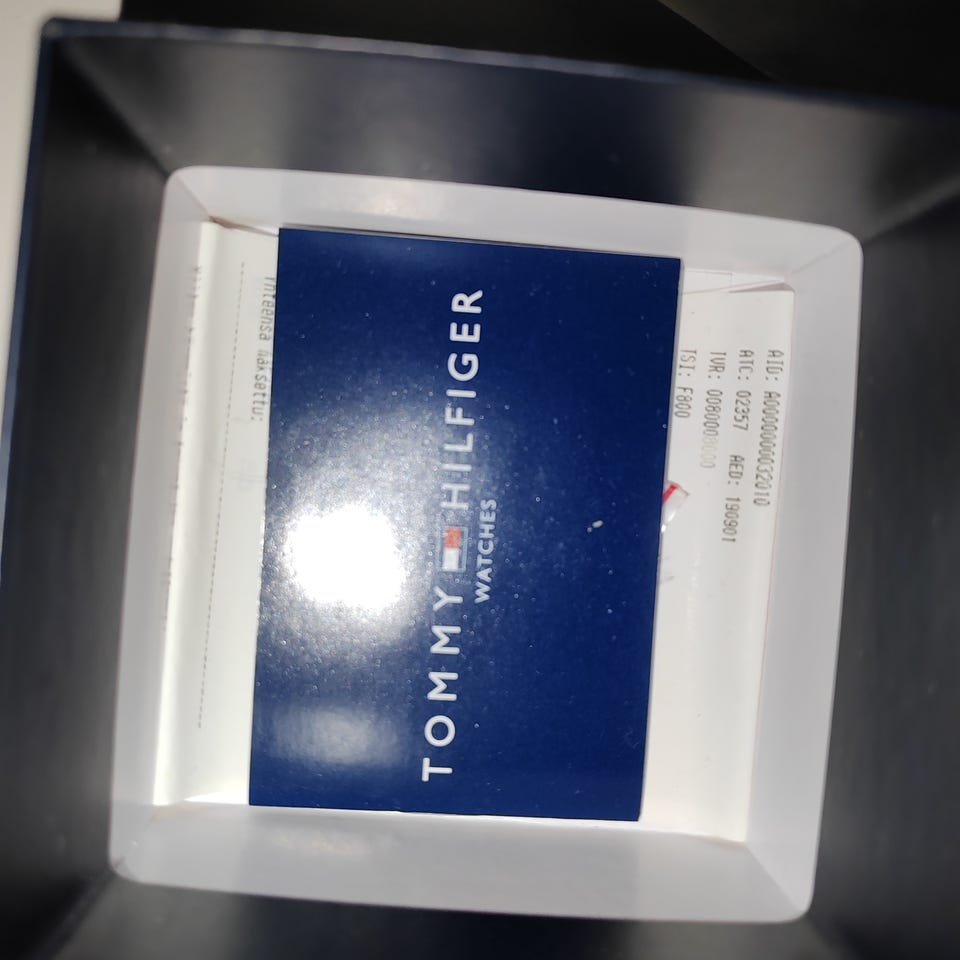 TOMMY HILFIGER
WATCHES
AID: A0000000032010
ATC: 02357 AED: 190901
TVR: 0080008000
TSI: F800
Yhteensä maksettu: